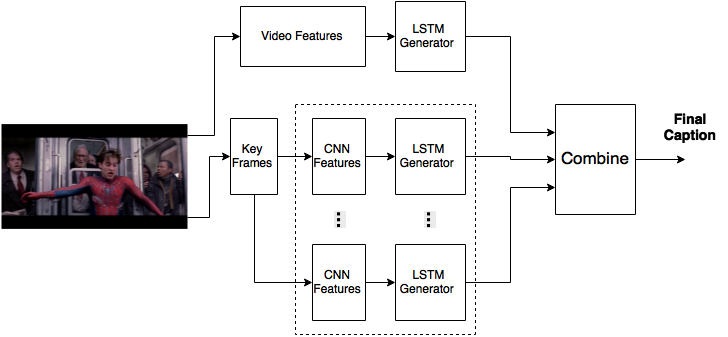 Video Features
LSTM
Generator
Key
Frames
CNN
Features
LSTM
Generator
CNN
Features
LSTM
Generator
Combine
Final
Caption